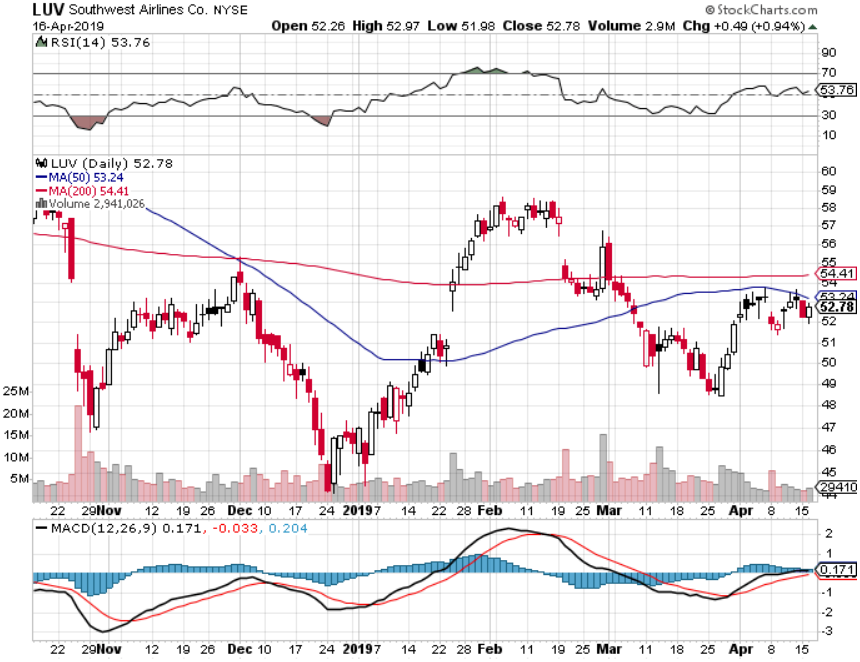 LUV Southwest Airlines Co. NYSE © StockCharts.com
16-Apr-2019 Open 52.26 High 52.97 Low 51.98 Close 52.78 Volume 2.9M Chg +0.49 (+0.94%)
RSI(14) 53.76
90
70
53.76
30
10
LUV (Daily) 52.78
MA(50) 53.24
MA(200) 54.41
Volume 2,941,026
60
59
58
57
56
55
54.41
54
53.24
52.78
52
51
50
49
48
47
46
45
44
25M
20M
15M
10M
5M
29410
22 29 Nov 12 19 26 Dec 10 17 24 2019 7 14 22 28 Feb 11 19 25 Mar 11 18 25 Apr 8 15
MACD(12,26,9) 0.171, -0.033, 0.204
2
1
0.171
-1
-2
-3
22 29 Nov 12 19 26 Dec 10 17 24 2019 7 14 22 28 Feb 11 19 25 Mar 11 18 25 Apr 8 15